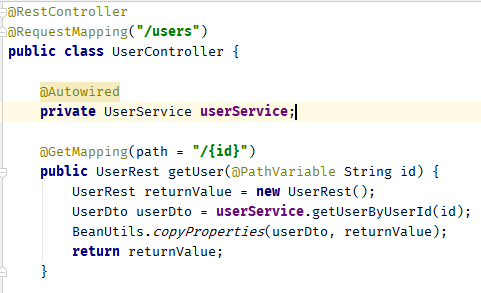 @RestController
@RequestMapping("/users")
public class UserController {
@Autowired
private UserService userService;
@GetMapping(path = "/{id}")
public UserRest getUser(@PathVariable String id) {
UserRest returnValue = new UserRest();
UserDto userDto = userService.getUserByUserId(id);
BeanUtils.copyProperties(userDto, returnValue);
return returnValue;
}